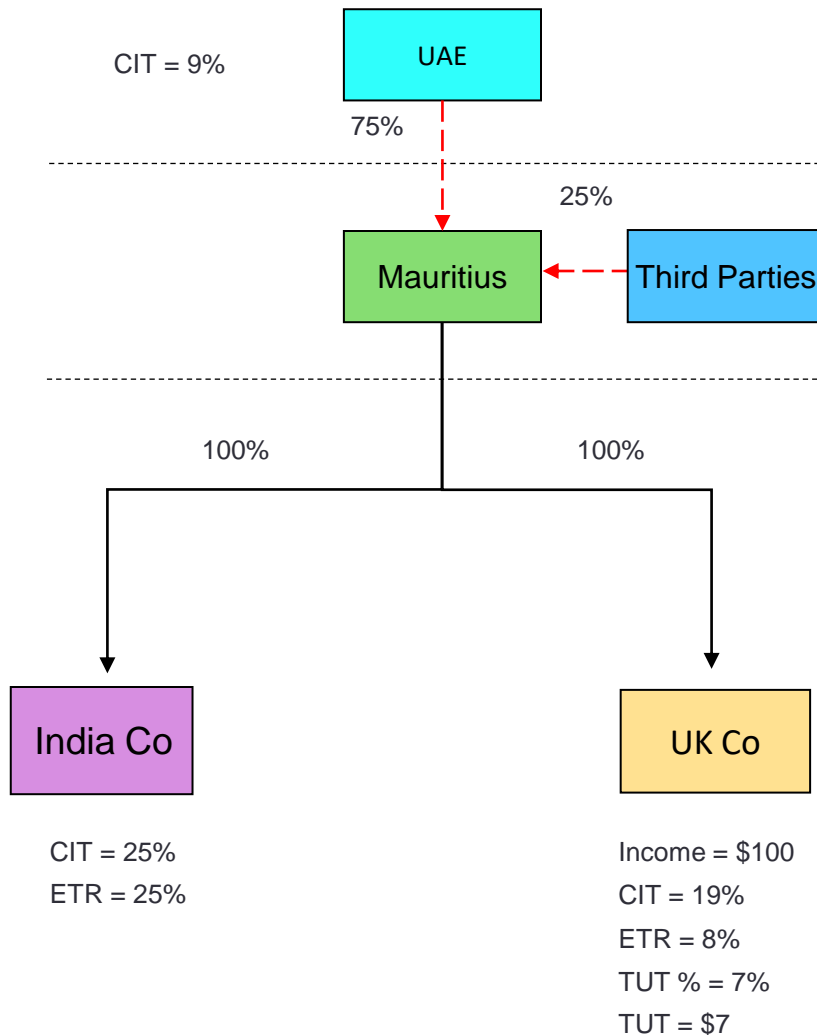 UAE
CIT = 9%
75%
25%
Mauritius
Third Parties
100%
100%
India Co
UK Co
CIT = 25%
ETR = 25%
Income = $100
CIT = 19%
ETR = 8%
TUT % = 7%
TUT = $7